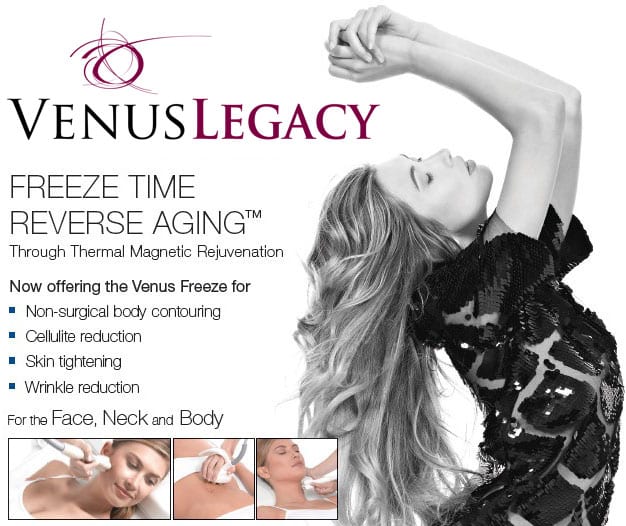 VENUS LEGACY
FREEZE TIME
REVERSE AGING™
Through Thermal Magnetic Rejuvenation
Now offering the Venus Freeze for
▪ Non-surgical body contouring
▪ Cellulite reduction
▪ Skin tightening
▪ Wrinkle reduction
For the Face, Neck and Body